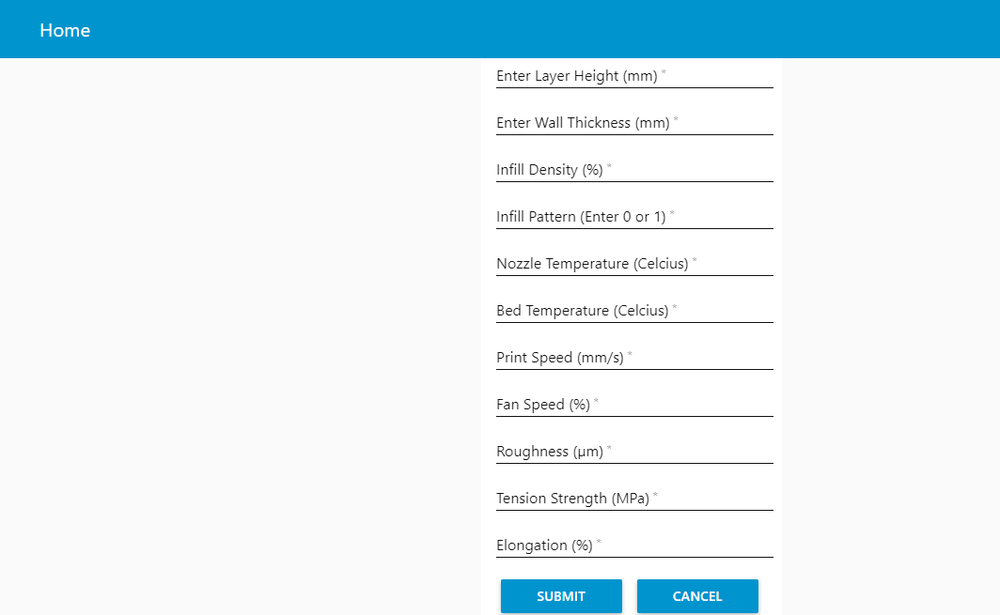 Home
Enter Layer Height (mm) *
Enter Wall Thickness (mm) *
Infill Density (%) *
Infill Pattern (Enter 0 or 1) *
Nozzle Temperature (Celcius) *
Bed Temperature (Celcius) *
Print Speed (mm/s) *
Fan Speed (%) *
Roughness (µm) *
Tension Strength (MPa) *
Elongation (%) *
SUBMIT CANCEL